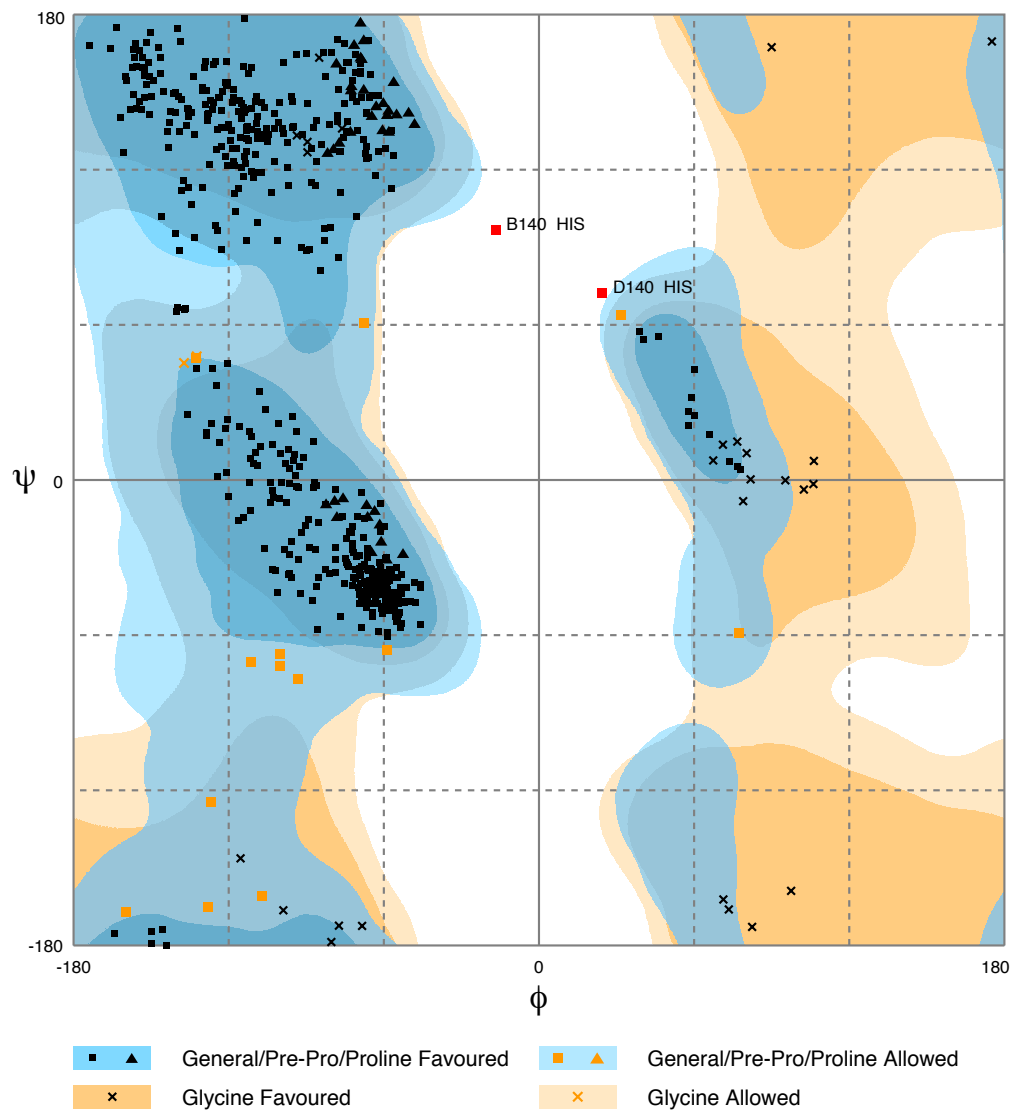 180
B140 HIS
D140 HIS
ψ
0
-180
-180
0
180
ϕ
General/Pre-Pro/Proline Favoured
General/Pre-Pro/Proline Allowed
Glycine Favoured
Glycine Allowed